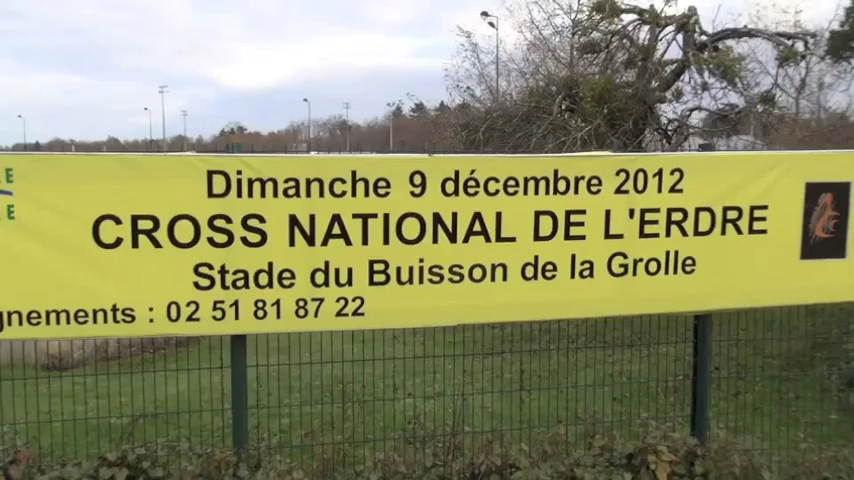 Dimanche 9 décembre 2012
CROSS NATIONAL DE L'ERDRE
Stade du Buisson de la Grolle
gnements : 02 51 81 87 22